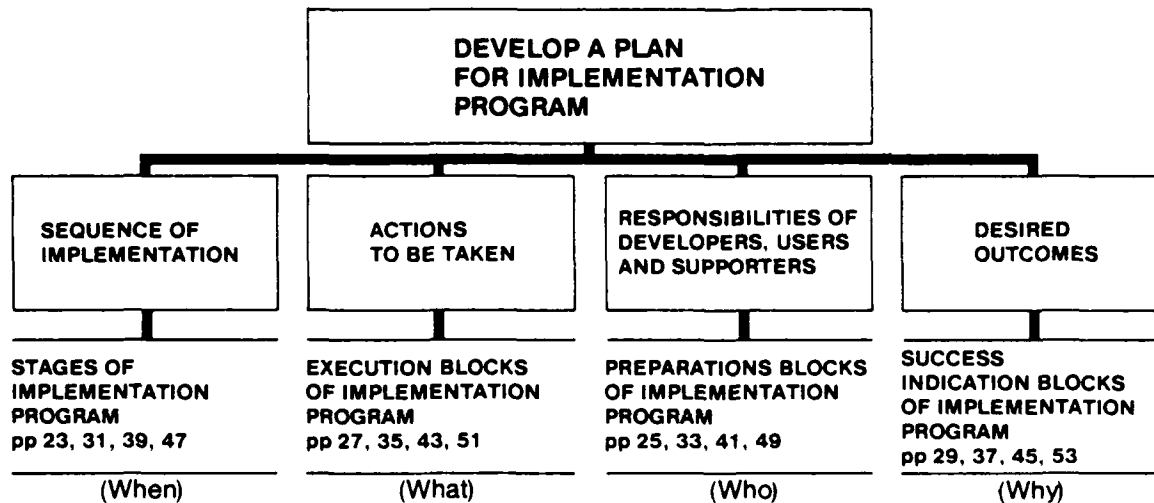 DEVELOP A PLAN
FOR IMPLEMENTATION
PROGRAM
SEQUENCE OF
IMPLEMENTATION
ACTIONS
TO BE TAKEN
RESPONSIBILITIES OF
DEVELOPERS, USERS
AND SUPPORTERS
DESIRED
OUTCOMES
STAGES OF
IMPLEMENTATION
PROGRAM
pp 23, 31, 39, 47
EXECUTION BLOCKS
OF IMPLEMENTATION
PROGRAM
pp 27, 35, 43, 51
PREPARATIONS BLOCKS
OF IMPLEMENTATION
PROGRAM
pp 25, 33, 41, 49
SUCCESS
INDICATION BLOCKS
OF IMPLEMENTATION
PROGRAM
pp 29, 37, 45, 53
(When)
(What)
(Who)
(Why)